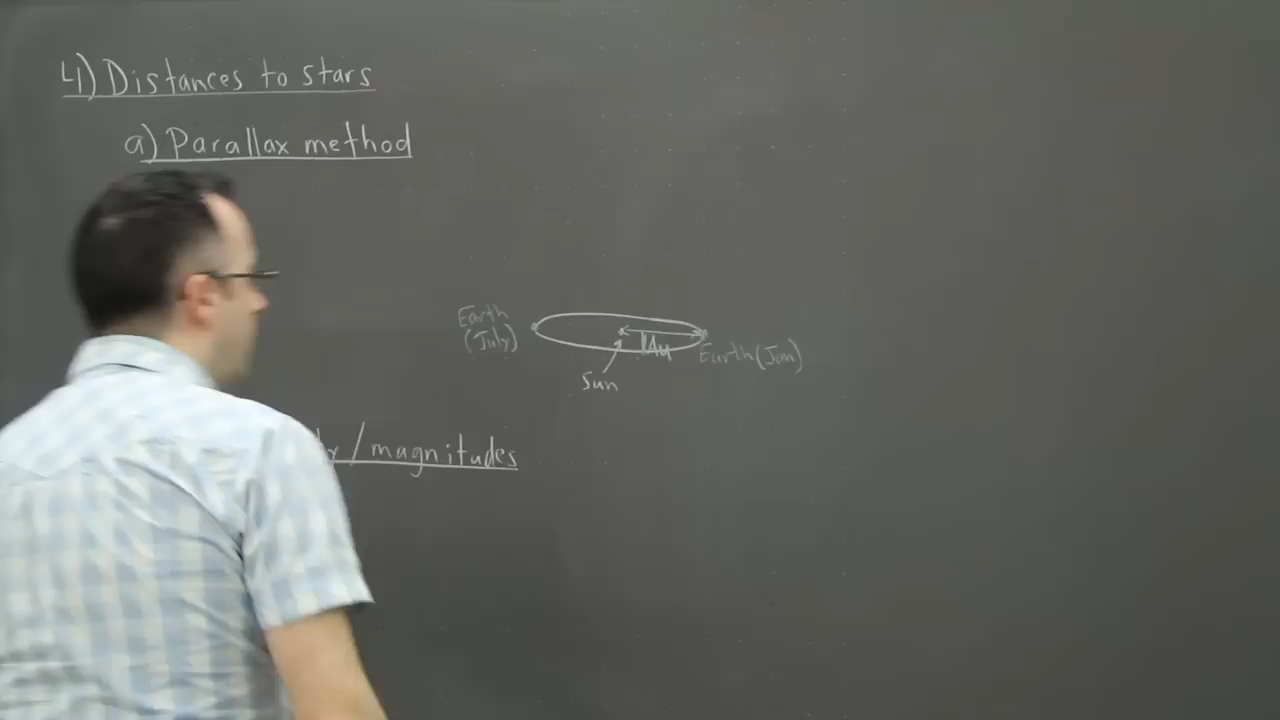 4) Distances to stars
a) Parallax method
Earth
(July)
1Au
Earth (Jan)
Sun
/magnitudes